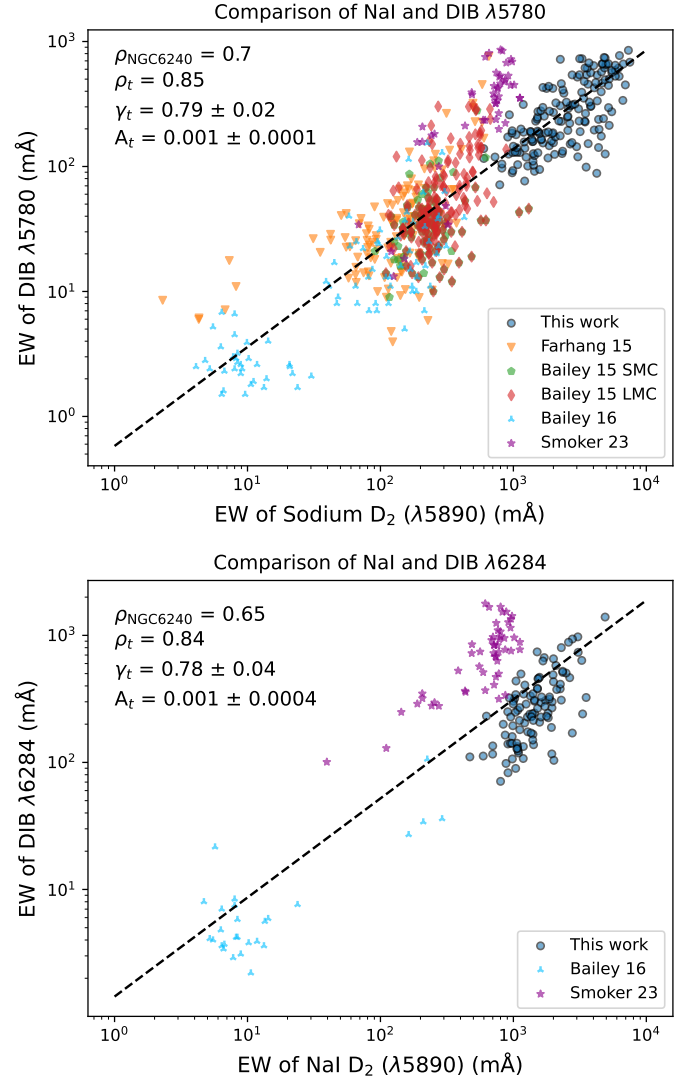 Comparison of NaI and DIB λ5780
ρNGC6240 = 0.7
ρt = 0.85
γt = 0.79 ± 0.02
At = 0.001 ± 0.0001
10³
10²
10¹
10⁰
EW of DIB λ5780 (mÅ)
This work
Farhang 15
Bailey 15 SMC
Bailey 15 LMC
Bailey 16
Smoker 23
10⁰ 10¹ 10² 10³ 10⁴
EW of Sodium D₂ (λ5890) (mÅ)
Comparison of NaI and DIB λ6284
ρNGC6240 = 0.65
ρt = 0.84
γt = 0.78 ± 0.04
At = 0.001 ± 0.0004
10³
10²
10¹
EW of DIB λ6284 (mÅ)
This work
Bailey 16
Smoker 23
10⁰ 10¹ 10² 10³ 10⁴
EW of NaI D₂ (λ5890) (mÅ)